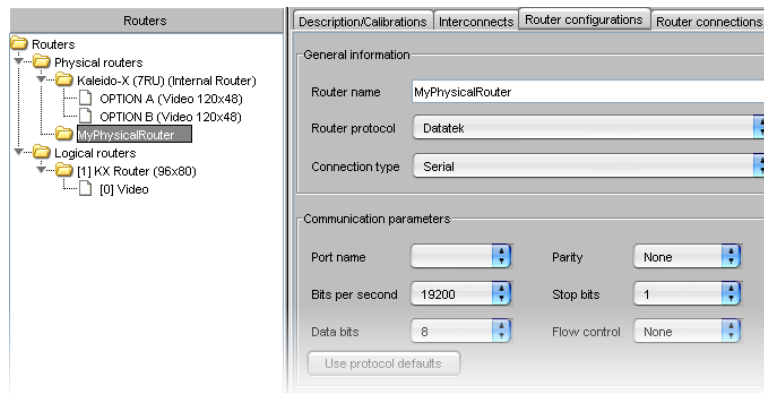 Routers
Routers
Physical routers
Kaleido-X (7RU) (Internal Router)
OPTION A (Video 120x48)
OPTION B (Video 120x48)
MyPhysicalRouter
Logical routers
[1] KX Router (96x80)
[0] Video
Description/Calibrations Interconnects Router configurations Router connections
General information
Router name MyPhysicalRouter
Router protocol Datatek
Connection type Serial
Communication parameters
Port name Parity None
Bits per second 19200 Stop bits 1
Data bits 8 Flow control None
Use protocol defaults